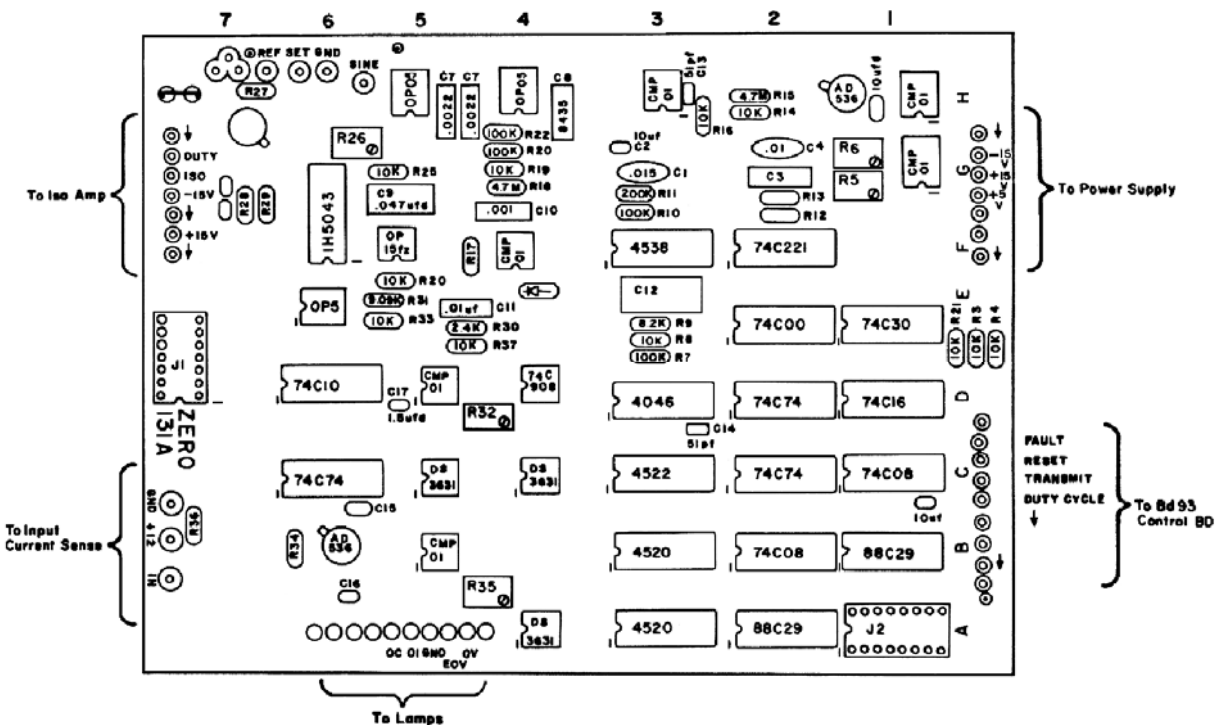 7 6 5 4 3 2 1
REF SET GND
SINE
R27
OP05
C7 C7
.0022 .0022
OP05
C8
8435
CMP 01
51pf
C13
10K
R16
4.7M R15
10K R14
AD 536
10ufd
CMP 01
H
DUTY
ISO
-15V
+15V
To Iso Amp
R28
R29
R26
100K R22
100K R20
10K R25
10K R19
4.7M R18
C9
.047ufd
.001 C10
IH5043
OP
15fz
R17
CMP 01
10uf
C2
.015 C1
200K R11
100K R10
.01 C4
C3
R13
R12
R6
R5
CMP 01
G
-15 V
+15 V
+5 V
To Power Supply
4538
74C221
F
10K R20
OP5
R31
10K R33
.01uf C11
2.4K R30
10K R37
C12
8.2K R9
10K R8
100K R7
74C00
74C30
E
R21 R3 R4
10K 10K 10K
J1
74C10
C17
1.5ufd
CMP 01
R32
74C 908
4046
C14
51pf
74C74
74C16
D
ZERO
131A
FAULT
RESET
TRANSMIT
DUTY CYCLE
To Bd 93
Control BD
74C74
DS 3631
DS 3631
4522
74C74
74C08
C
10uf
To Input
Current Sense
GND
412
IN
R36
C15
R34
AD 536
C16
CMP 01
R35
4520
74C08
88C29
B
DS 3631
4520
88C29
J2
A
OC OI GND OV
EOV
To Lamps